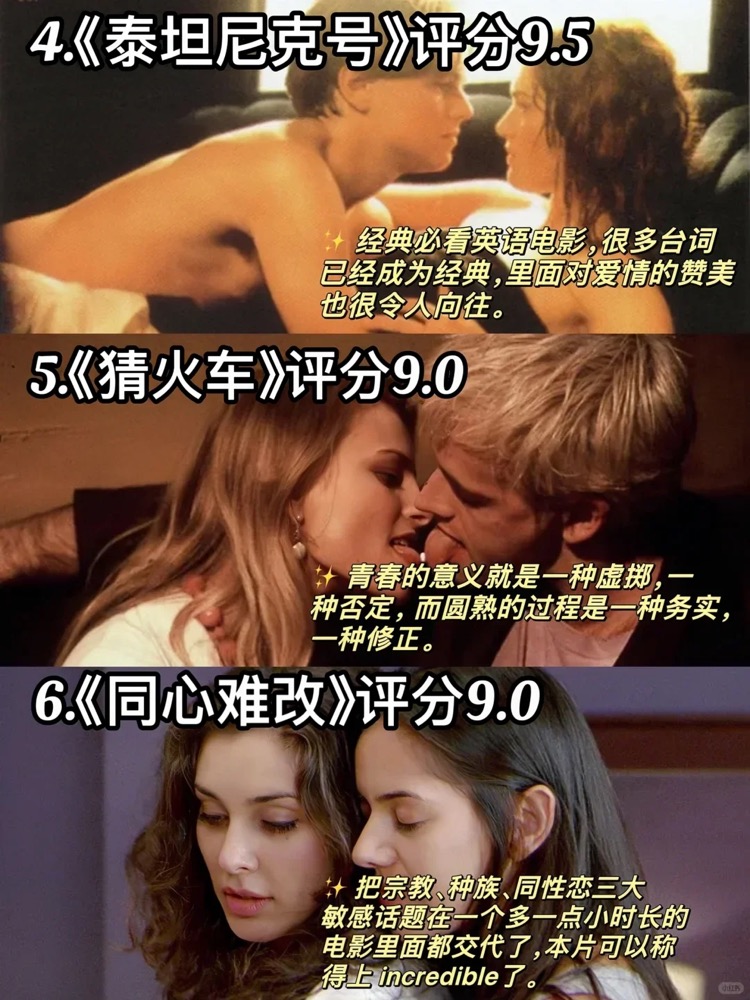 4.《泰坦尼克号》评分9.5
✨ 经典必看英语电影，很多台词
已经成为经典，里面对爱情的赞美
也很令人向往。
5.《猜火车》评分9.0
✨ 青春的意义就是一种虚掷，一
种否定，而圆熟的过程是一种务实，
一种修正。
6.《同心难改》评分9.0
✨ 把宗教、种族、同性恋三大
敏感话题在一个多一点小时长的
电影里面都交代了，本片可以称
得上 incredible了。
小红书